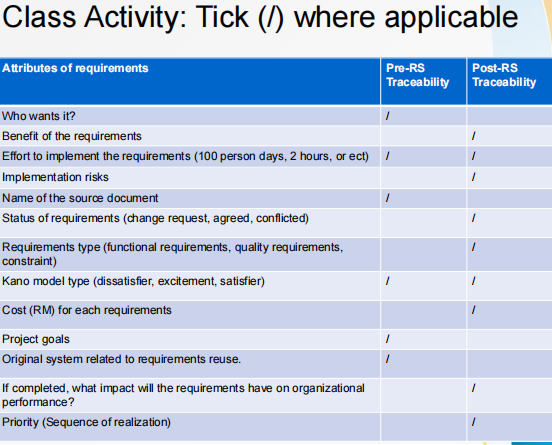 Class Activity: Tick (/) where applicable
Attributes of requirements Pre-RS Traceability Post-RS Traceability
Who wants it? /
Benefit of the requirements /
Effort to implement the requirements (100 person days, 2 hours, or ect) / /
Implementation risks /
Name of the source document /
Status of requirements (change request, agreed, conflicted) /
Requirements type (functional requirements, quality requirements,
constraint) /
Kano model type (dissatisfier, excitement, satisfier) / /
Cost (RM) for each requirements /
Project goals /
Original system related to requirements reuse. /
If completed, what impact will the requirements have on organizational
performance? /
Priority (Sequence of realization) /